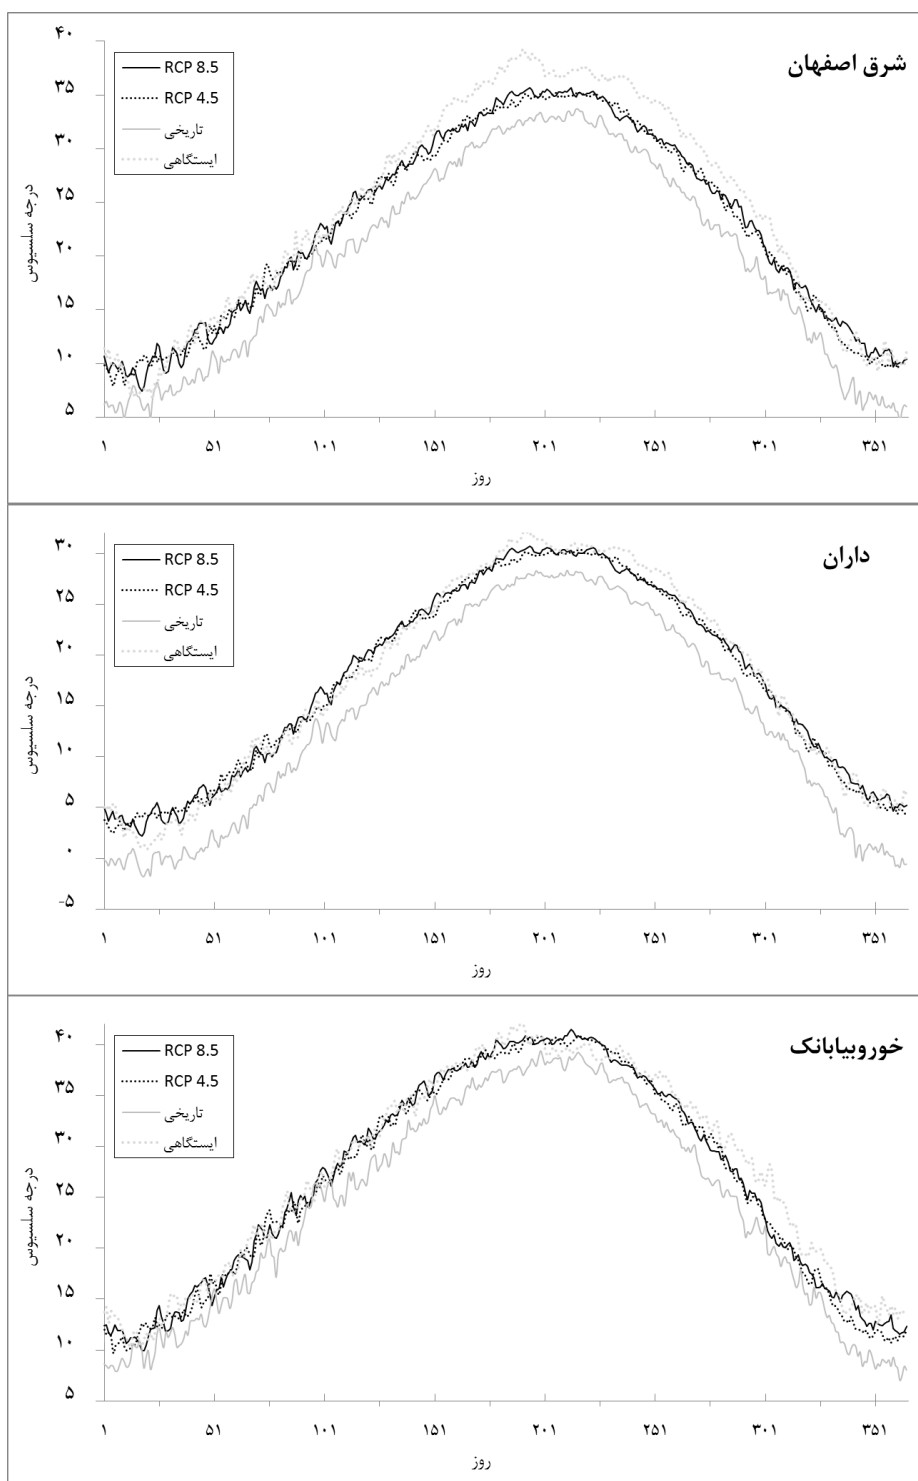 شرق اصفهان
RCP 8.5
RCP 4.5
تاریخی
ایستگاهی
درجه سلسیوس
۴۰
۳۵
۳۰
۲۵
۲۰
۱۵
۱۰
۵
۱ ۵۱ ۱۰۱ ۱۵۱ ۲۰۱ ۲۵۱ ۳۰۱ ۳۵۱
روز
داران
RCP 8.5
RCP 4.5
تاریخی
ایستگاهی
درجه سلسیوس
۳۰
۲۵
۲۰
۱۵
۱۰
۵
۰
-۵
۱ ۵۱ ۱۰۱ ۱۵۱ ۲۰۱ ۲۵۱ ۳۰۱ ۳۵۱
روز
خوروبیابانک
RCP 8.5
RCP 4.5
تاریخی
ایستگاهی
درجه سلسیوس
۴۰
۳۵
۳۰
۲۵
۲۰
۱۵
۱۰
۵
۱ ۵۱ ۱۰۱ ۱۵۱ ۲۰۱ ۲۵۱ ۳۰۱ ۳۵۱
روز